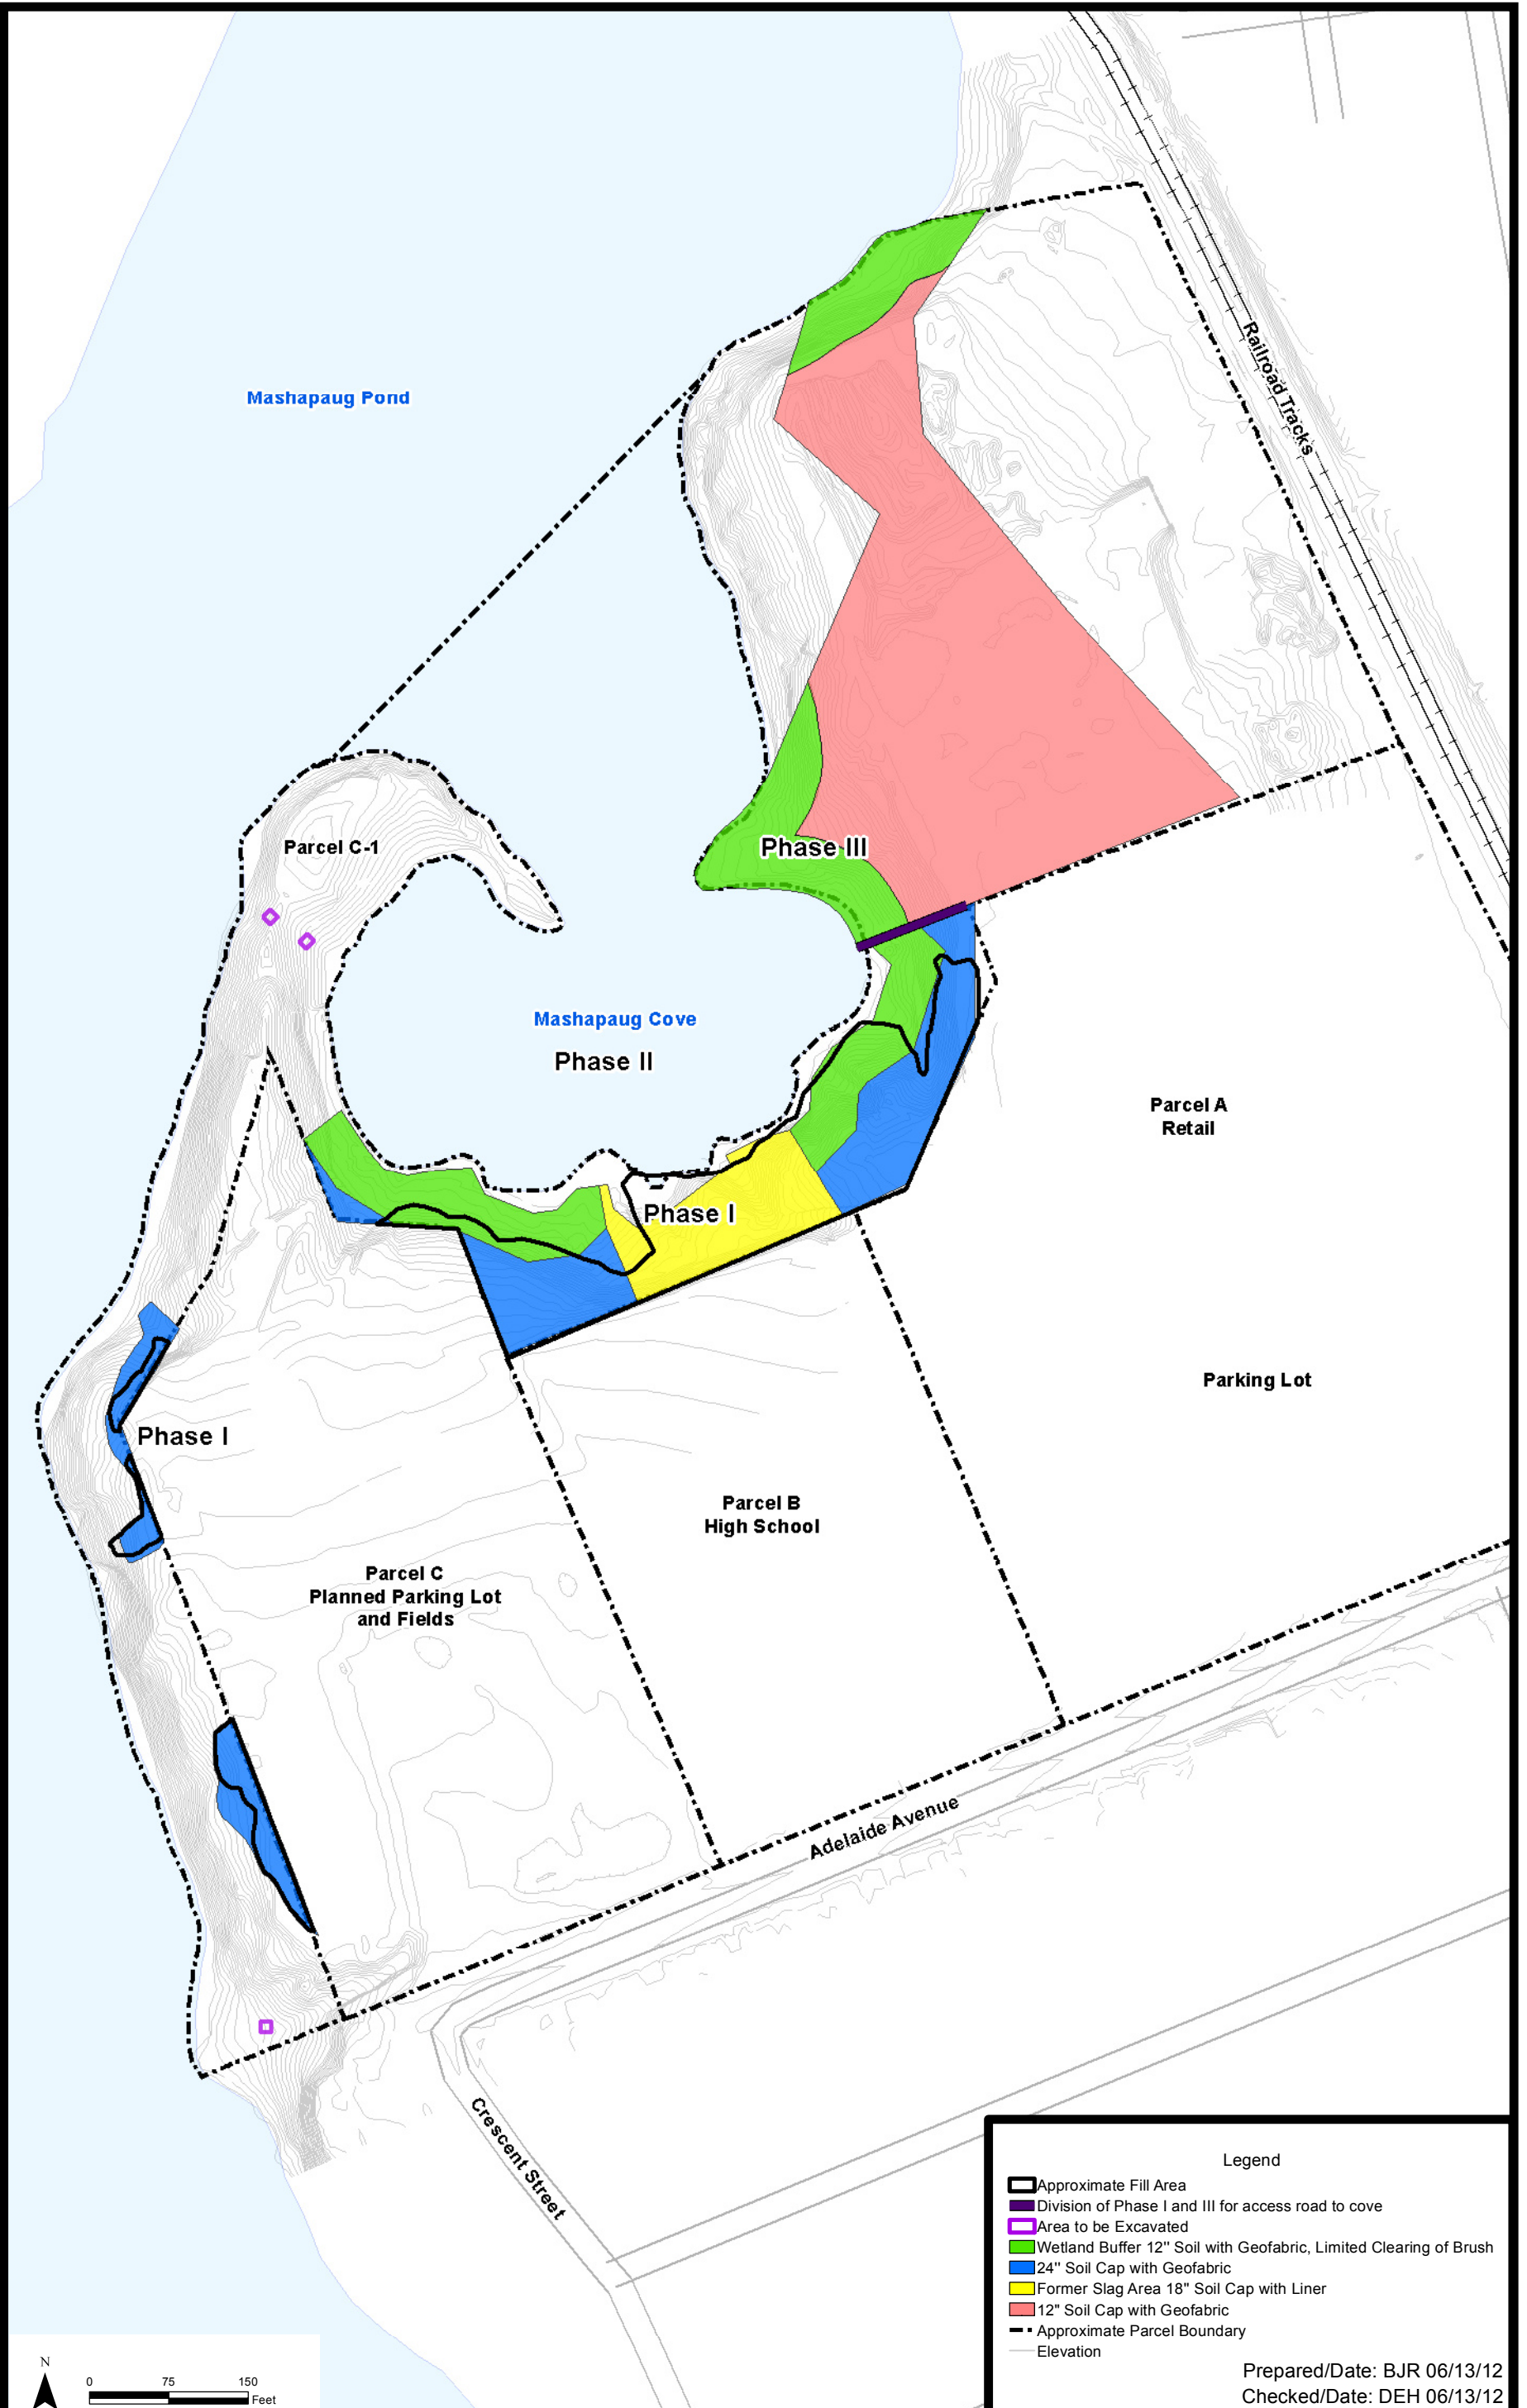 Railroad Tracks
Mashapaug Pond
Parcel C-1
Phase III
Mashapaug Cove
Phase II
Parcel A
Retail
Phase I
Parking Lot
Phase I
Parcel B
High School
Parcel C
Planned Parking Lot
and Fields
Adelaide Avenue
Crescent Street
Legend
Approximate Fill Area
Division of Phase I and III for access road to cove
Area to be Excavated
Wetland Buffer 12" Soil with Geofabric, Limited Clearing of Brush
24" Soil Cap with Geofabric
Former Slag Area 18" Soil Cap with Liner
12" Soil Cap with Geofabric
Approximate Parcel Boundary
Elevation
Prepared/Date: BJR 06/13/12
Checked/Date: DEH 06/13/12
N
0 75 150
Feet